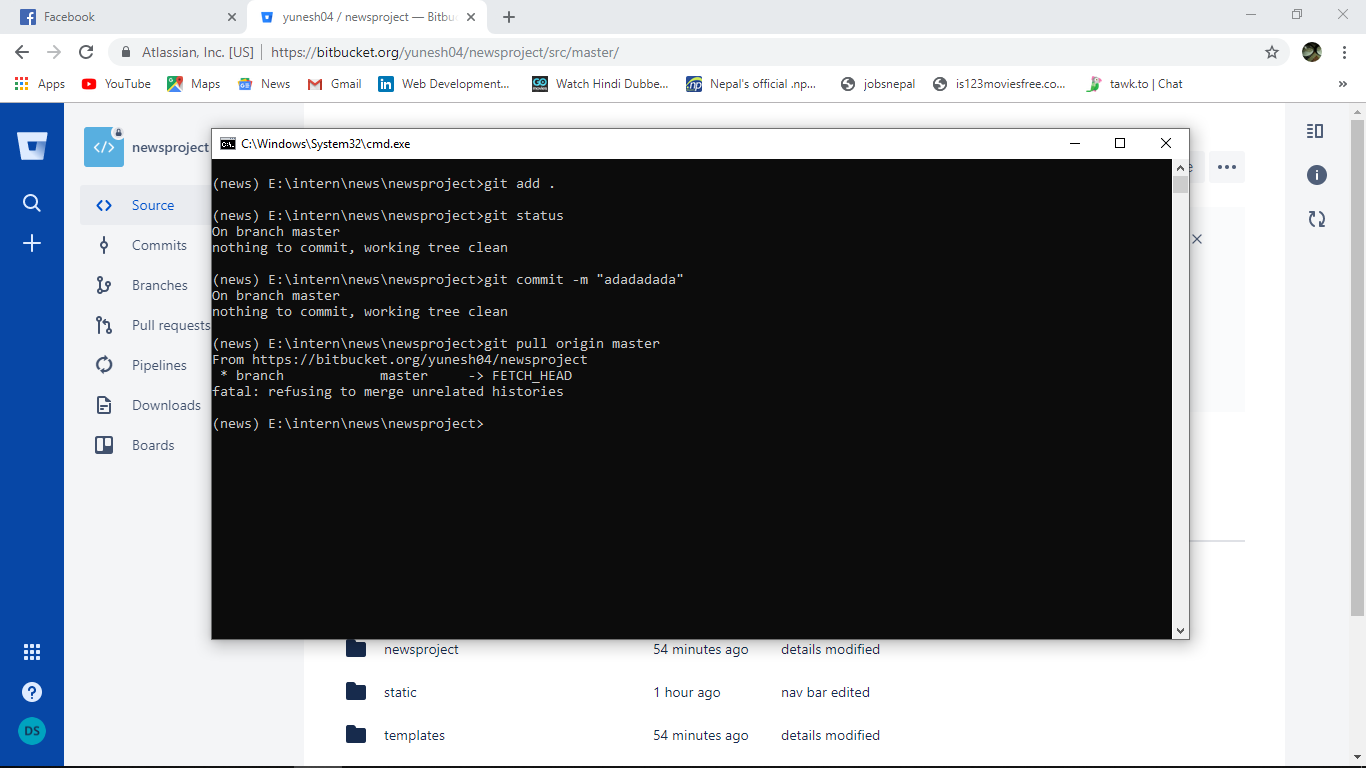 Facebook
yunesh04 / newsproject — Bitbu
Atlassian, Inc. [US]
https://bitbucket.org/yunesh04/newsproject/src/master/
Apps
YouTube
Maps
News
Gmail
Web Development...
Watch Hindi Dubbe...
Nepal's official .np...
jobsnepal
is123moviesfree.co...
tawk.to | Chat
»
newsproject
Source
Commits
Branches
Pull requests
Pipelines
Downloads
Boards
DS
C:\Windows\System32\cmd.exe
(news) E:\intern\news\newsproject>git add .
(news) E:\intern\news\newsproject>git status
On branch master
nothing to commit, working tree clean
(news) E:\intern\news\newsproject>git commit -m "adadadada"
On branch master
nothing to commit, working tree clean
(news) E:\intern\news\newsproject>git pull origin master
From https://bitbucket.org/yunesh04/newsproject
 * branch            master     -> FETCH_HEAD
fatal: refusing to merge unrelated histories
(news) E:\intern\news\newsproject>
newsproject 54 minutes ago details modified
static 1 hour ago nav bar edited
templates 54 minutes ago details modified